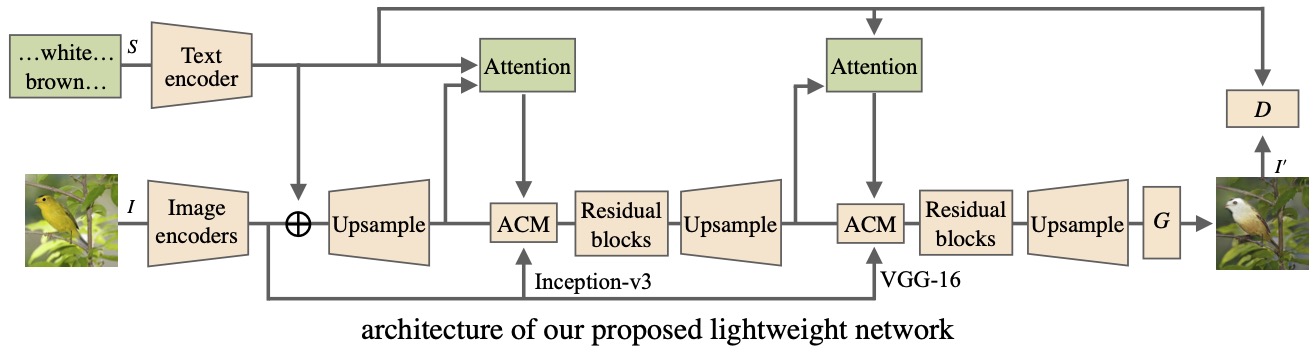 …white…
brown…
S
Text
encoder
Attention
Attention
D
I'
I
Image
encoders
Upsample
ACM
Residual
blocks
Upsample
ACM
Residual
blocks
Upsample
G
Inception-v3
VGG-16
architecture of our proposed lightweight network